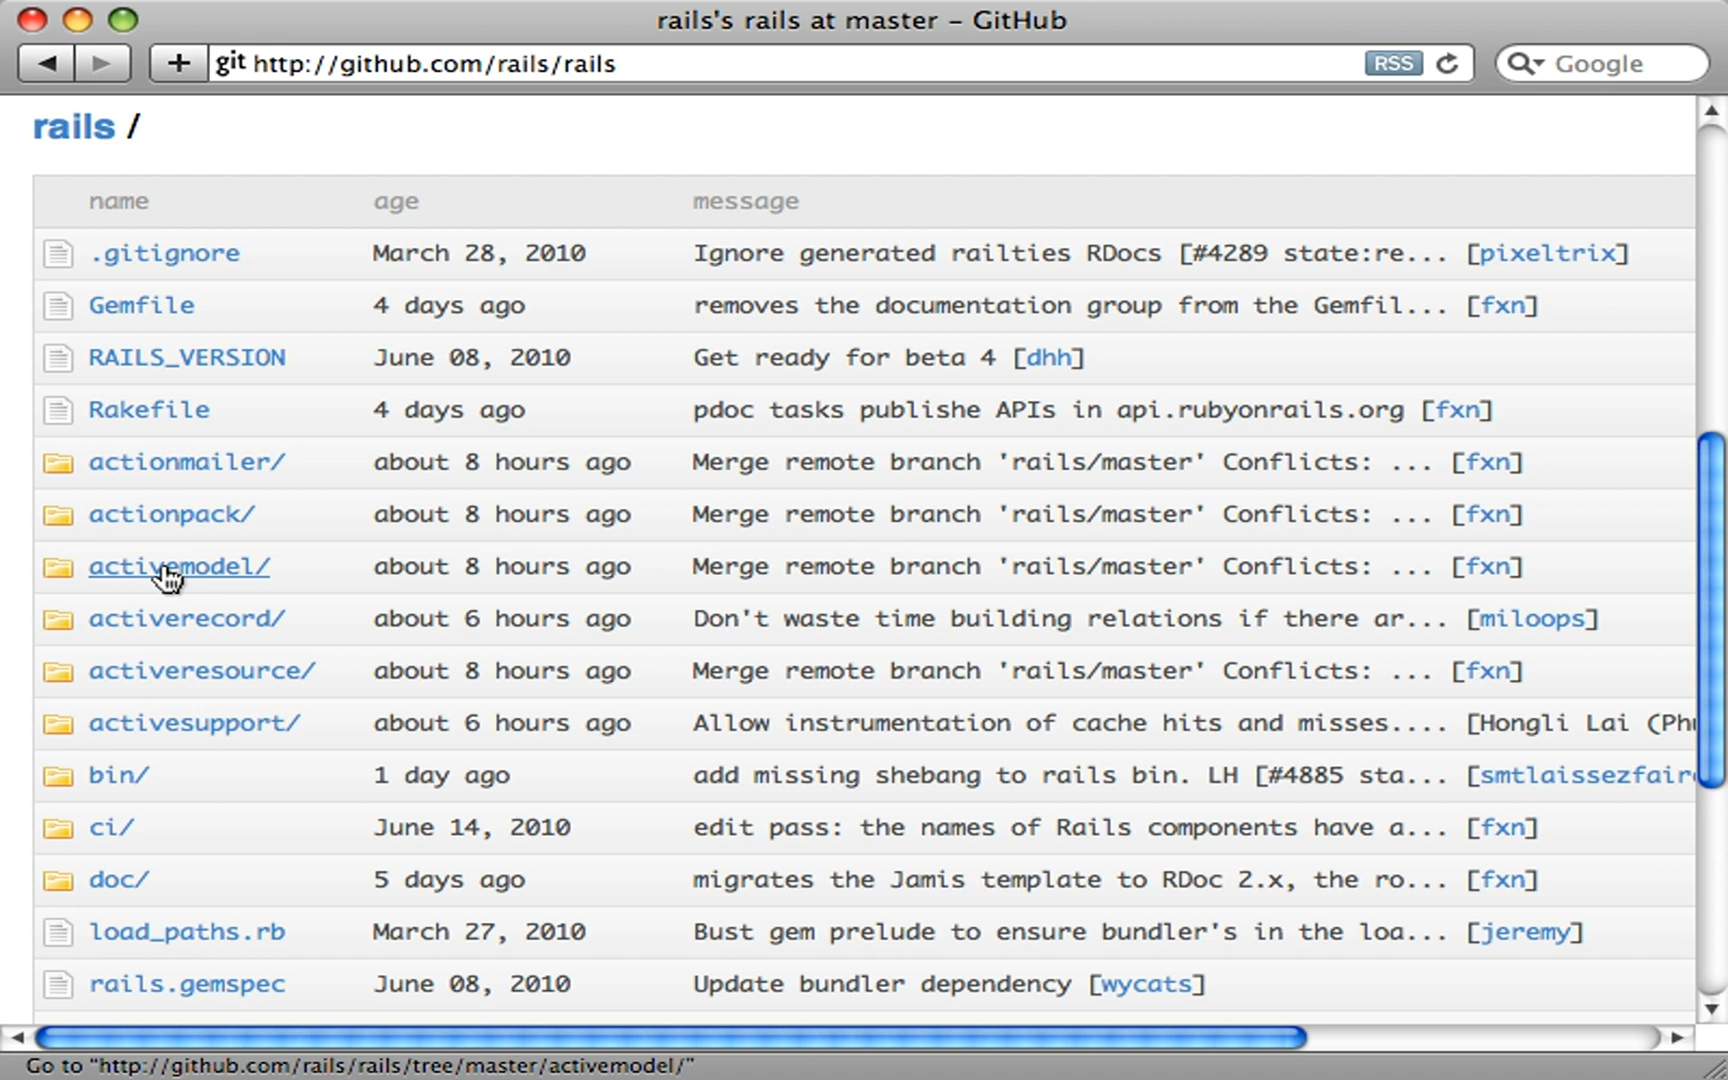 rails's rails at master – GitHub
git http://github.com/rails/rails RSS Google
rails /
name age message
.gitignore March 28, 2010 Ignore generated railties RDocs [#4289 state:re... [pixeltrix]
Gemfile 4 days ago removes the documentation group from the Gemfil... [fxn]
RAILS_VERSION June 08, 2010 Get ready for beta 4 [dhh]
Rakefile 4 days ago pdoc tasks publishe APIs in api.rubyonrails.org [fxn]
actionmailer/ about 8 hours ago Merge remote branch 'rails/master' Conflicts: ... [fxn]
actionpack/ about 8 hours ago Merge remote branch 'rails/master' Conflicts: ... [fxn]
activemodel/ about 8 hours ago Merge remote branch 'rails/master' Conflicts: ... [fxn]
activerecord/ about 6 hours ago Don't waste time building relations if there ar... [miloops]
activeresource/ about 8 hours ago Merge remote branch 'rails/master' Conflicts: ... [fxn]
activesupport/ about 6 hours ago Allow instrumentation of cache hits and misses.... [Hongli Lai
bin/ 1 day ago add missing shebang to rails bin. LH [#4885 sta... [smtlaissezfair
ci/ June 14, 2010 edit pass: the names of Rails components have a... [fxn]
doc/ 5 days ago migrates the Jamis template to RDoc 2.x, the ro... [fxn]
load_paths.rb March 27, 2010 Bust gem prelude to ensure bundler's in the loa... [jeremy]
rails.gemspec June 08, 2010 Update bundler dependency [wycats]
Go to "http://github.com/rails/rails/tree/master/activemodel/"